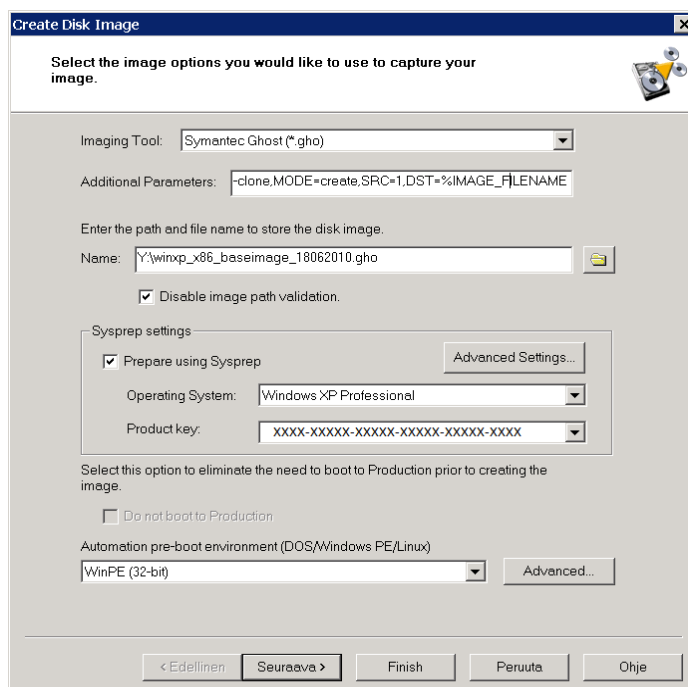 Create Disk Image
Select the image options you would like to use to capture your
image.
Imaging Tool: Symantec Ghost (*.gho)
Additional Parameters: -clone,MODE=create,SRC=1,DST=%IMAGE_FILENAME
Enter the path and file name to store the disk image.
Name: Y:\winxp_x86_baseimage_18062010.gho
Disable image path validation.
Sysprep settings
Prepare using Sysprep Advanced Settings...
Operating System: Windows XP Professional
Product key: XXXX-XXXXX-XXXXX-XXXXX-XXXXX-XXXX
Select this option to eliminate the need to boot to Production prior to creating the
image.
Do not boot to Production
Automation pre-boot environment (DOS/Windows PE/Linux)
WinPE (32-bit) Advanced...
< Edellinen Seuraava > Finish Peruuta Ohje